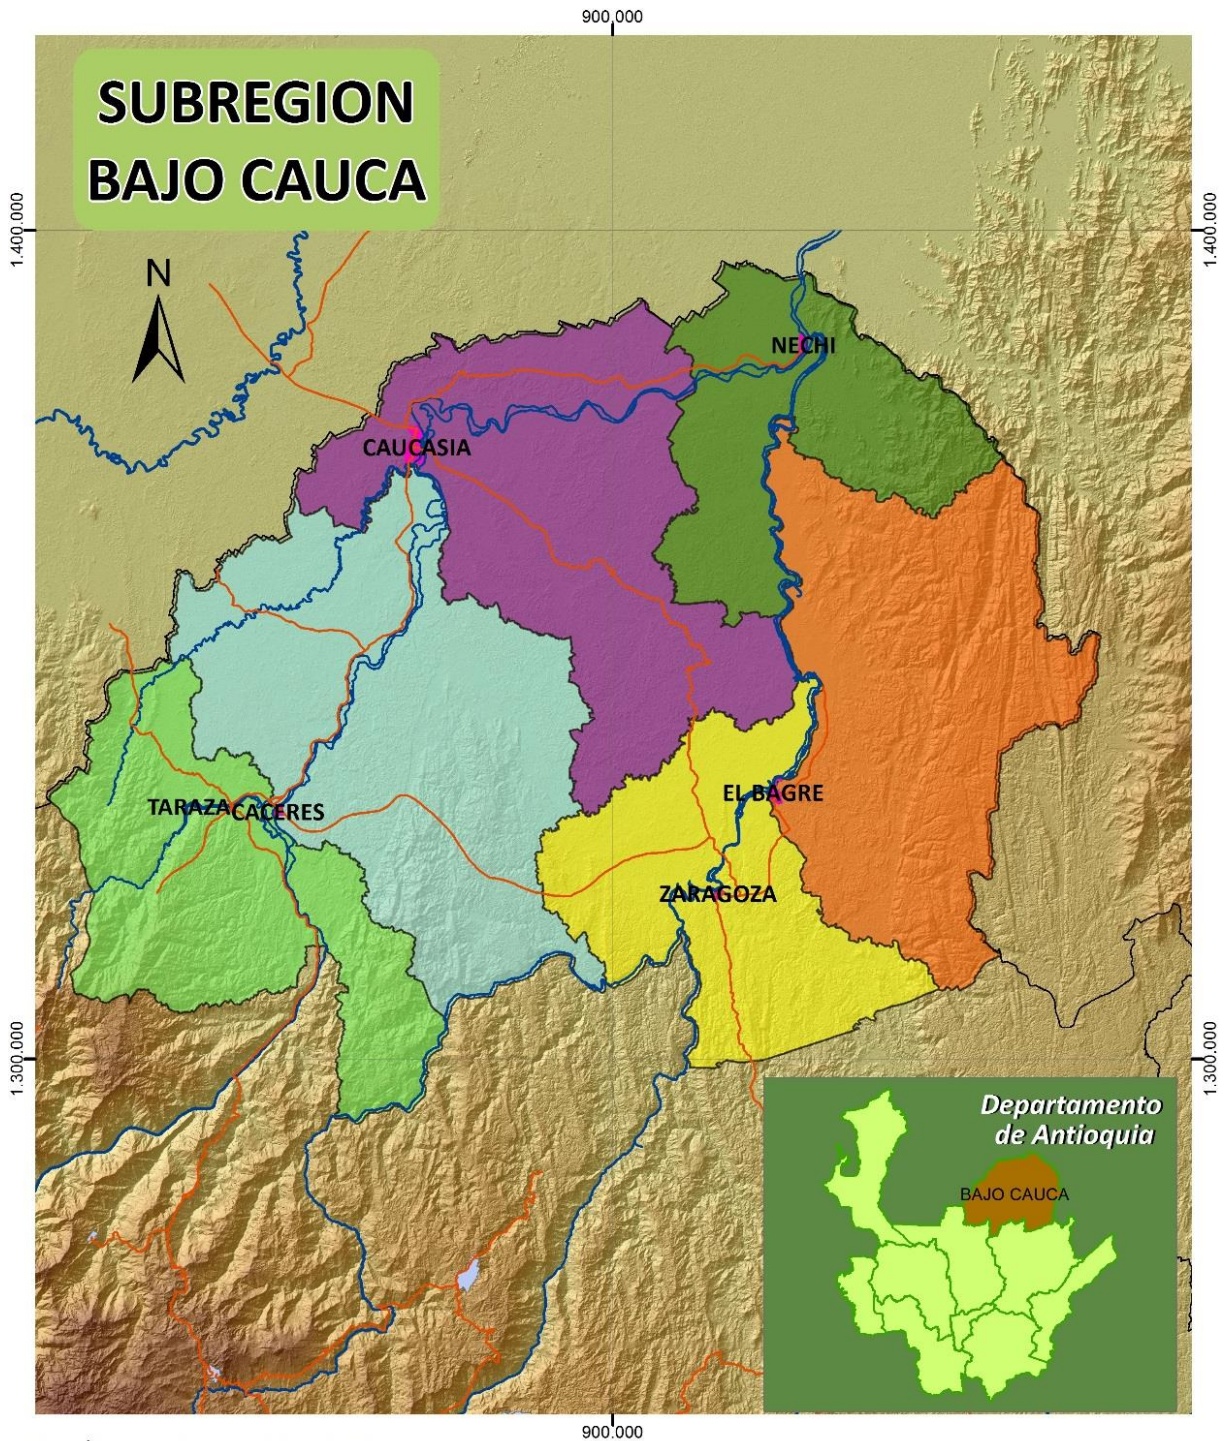 900.000
SUBREGION
BAJO CAUCA
1.400.000
1.400.000
N
NECHI
CAUCASIA
TARAZA
CACERES
EL BAGRE
ZARAGOZA
1.300.000
1.300.000
Departamento
de Antioquia
BAJO CAUCA
900.000